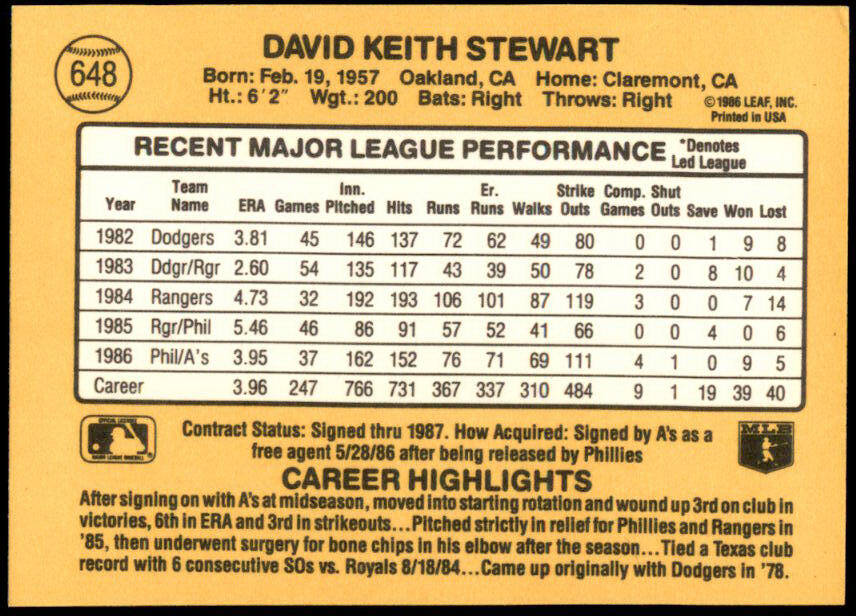 648
DAVID KEITH STEWART
Born: Feb. 19, 1957 Oakland, CA Home: Claremont, CA
Ht.: 6'2" Wgt.: 200 Bats: Right Throws: Right
©1986 LEAF, INC.
Printed in USA
RECENT MAJOR LEAGUE PERFORMANCE *Denotes Led League
Year Team Name ERA Games Inn. Pitched Hits Runs Er. Runs Walks Strike Outs Comp. Games Shut Outs Save Won Lost
1982 Dodgers 3.81 45 146 137 72 62 49 80 0 0 1 9 8
1983 Ddgr/Rgr 2.60 54 135 117 43 39 50 78 2 0 8 10 4
1984 Rangers 4.73 32 192 193 106 101 87 119 3 0 0 7 14
1985 Rgr/Phil 5.46 46 86 91 57 52 41 66 0 0 4 0 6
1986 Phil/A's 3.95 37 162 152 76 71 69 111 4 1 0 9 5
Career 3.96 247 766 731 367 337 310 484 9 1 19 39 40
OFFICIAL LICENSEE
MAJOR LEAGUE BASEBALL
Contract Status: Signed thru 1987. How Acquired: Signed by A's as a
free agent 5/28/86 after being released by Phillies
MLB
CAREER HIGHLIGHTS
After signing on with A's at midseason, moved into starting rotation and wound up 3rd on club in
victories, 6th in ERA and 3rd in strikeouts...Pitched strictly in relief for Phillies and Rangers in
'85, then underwent surgery for bone chips in his elbow after the season...Tied a Texas club
record with 6 consecutive SOs vs. Royals 8/18/84...Came up originally with Dodgers in '78.